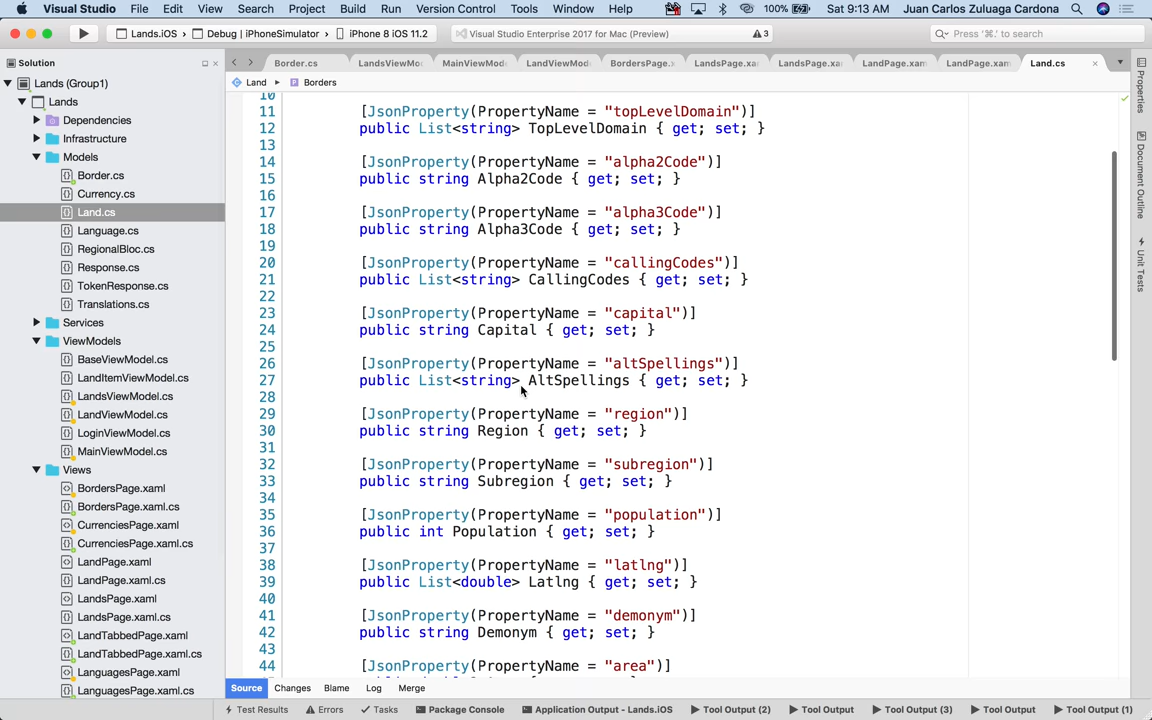 Visual Studio File Edit View Search Project Build Run Version Control Tools Window Help 100% Sat 9:13 AM Juan Carlos Zuluaga Cardona
Lands.iOS › Debug | iPhoneSimulator › iPhone 8 iOS 11.2 Visual Studio Enterprise 2017 for Mac (Preview) 3 Press '⌘.' to search
Solution
Border.cs LandsViewMo MainViewMode LandViewMod BordersPage.x LandsPage.xa LandsPage.xa LandPage.xam LandPage.xam Land.cs
Land Borders
Lands (Group1)
Lands
Dependencies
Infrastructure
Models
Border.cs
Currency.cs
Land.cs
Language.cs
RegionalBloc.cs
Response.cs
TokenResponse.cs
Translations.cs
Services
ViewModels
BaseViewModel.cs
LandItemViewModel.cs
LandsViewModel.cs
LandViewModel.cs
LoginViewModel.cs
MainViewModel.cs
Views
BordersPage.xaml
BordersPage.xaml.cs
CurrenciesPage.xaml
CurrenciesPage.xaml.cs
LandPage.xaml
LandPage.xaml.cs
LandsPage.xaml
LandsPage.xaml.cs
LandTabbedPage.xaml
LandTabbedPage.xaml.cs
LanguagesPage.xaml
LanguagesPage.xaml.cs
10
11 [JsonProperty(PropertyName = "topLevelDomain")]
12 public List<string> TopLevelDomain { get; set; }
13
14 [JsonProperty(PropertyName = "alpha2Code")]
15 public string Alpha2Code { get; set; }
16
17 [JsonProperty(PropertyName = "alpha3Code")]
18 public string Alpha3Code { get; set; }
19
20 [JsonProperty(PropertyName = "callingCodes")]
21 public List<string> CallingCodes { get; set; }
22
23 [JsonProperty(PropertyName = "capital")]
24 public string Capital { get; set; }
25
26 [JsonProperty(PropertyName = "altSpellings")]
27 public List<string> AltSpellings { get; set; }
28
29 [JsonProperty(PropertyName = "region")]
30 public string Region { get; set; }
31
32 [JsonProperty(PropertyName = "subregion")]
33 public string Subregion { get; set; }
34
35 [JsonProperty(PropertyName = "population")]
36 public int Population { get; set; }
37
38 [JsonProperty(PropertyName = "latlng")]
39 public List<double> Latlng { get; set; }
40
41 [JsonProperty(PropertyName = "demonym")]
42 public string Demonym { get; set; }
43
44 [JsonProperty(PropertyName = "area")]
Properties
Document Outline
Unit Tests
Source Changes Blame Log Merge
Test Results Errors Tasks Package Console Application Output - Lands.iOS Tool Output (2) Tool Output Tool Output (3) Tool Output Tool Output (1)